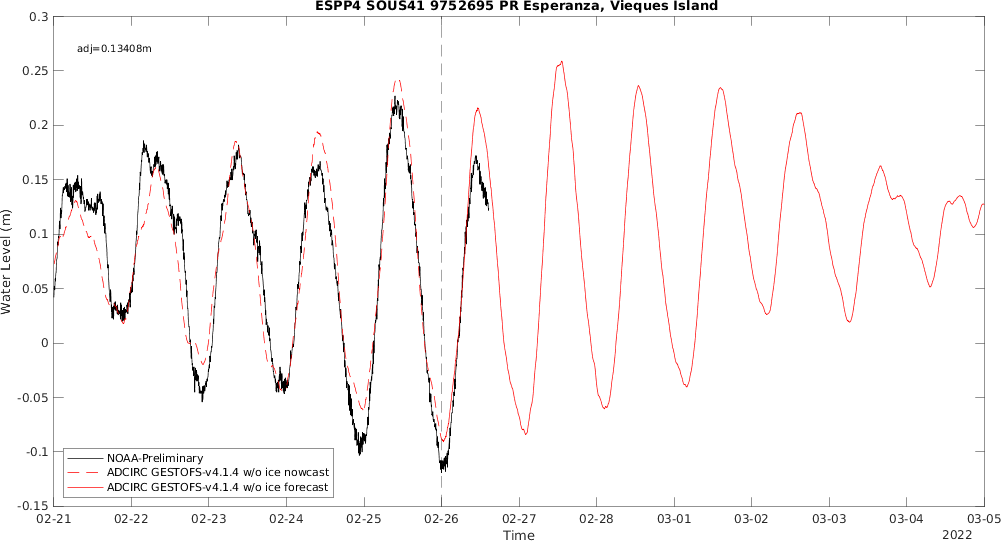 ESPP4 SOUS41 9752695 PR Esperanza, Vieques Island
0.3
adj=0.13408m
0.25
0.2
0.15
0.1
0.05
0
-0.05
-0.1
-0.15
Water Level (m)
NOAA-Preliminary
ADCIRC GESTOFS-v4.1.4 w/o ice nowcast
ADCIRC GESTOFS-v4.1.4 w/o ice forecast
02-21 02-22 02-23 02-24 02-25 02-26 02-27 02-28 03-01 03-02 03-03 03-04 03-05
Time
2022